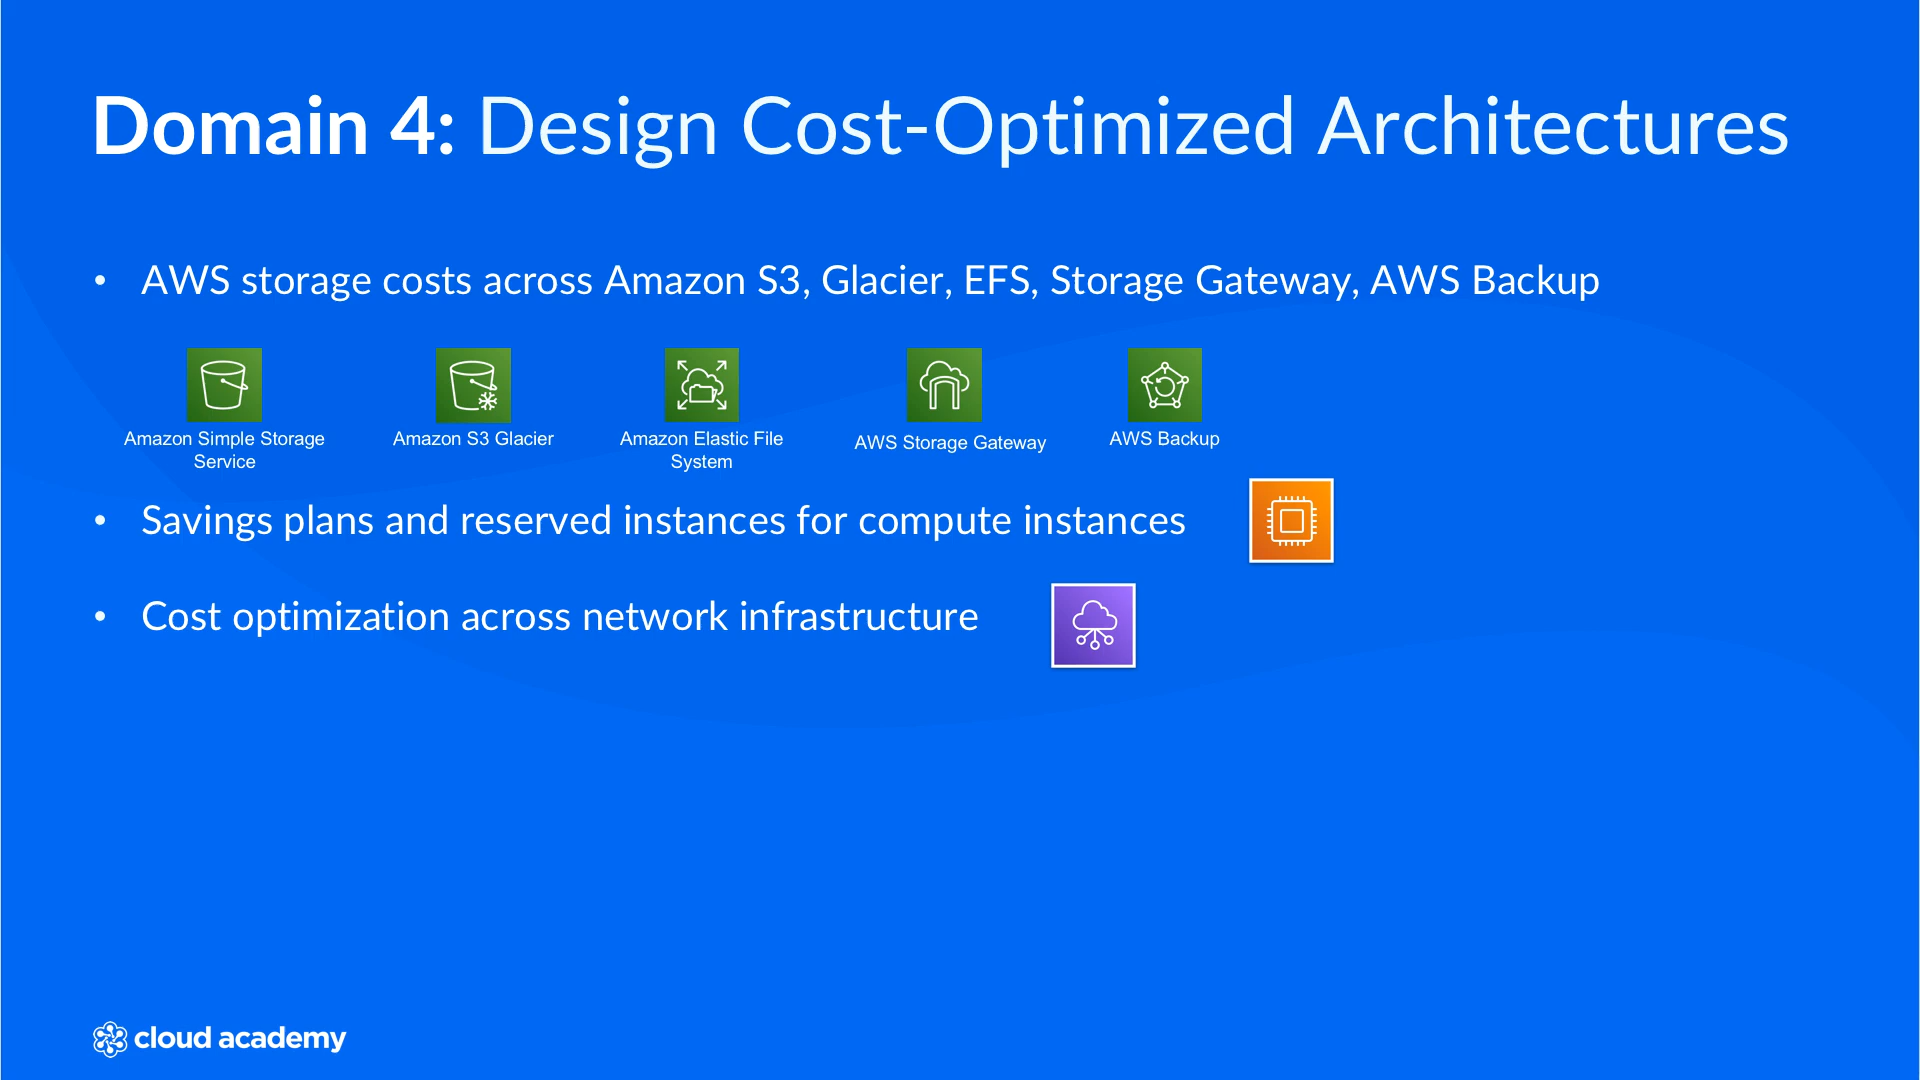 Domain 4: Design Cost-Optimized Architectures
• AWS storage costs across Amazon S3, Glacier, EFS, Storage Gateway, AWS Backup
Amazon Simple Storage
Service
Amazon S3 Glacier
Amazon Elastic File
System
AWS Storage Gateway
AWS Backup
• Savings plans and reserved instances for compute instances
• Cost optimization across network infrastructure
cloud academy